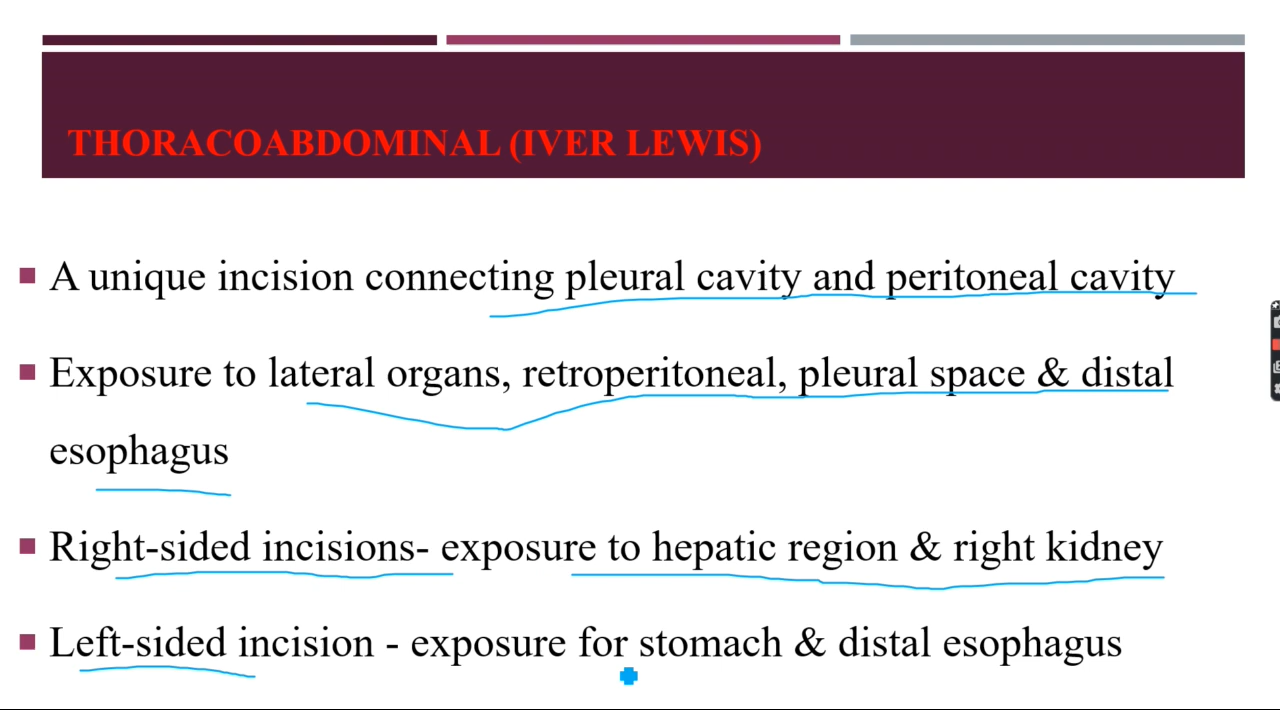 THORACOABDOMINAL (IVER LEWIS)
A unique incision connecting pleural cavity and peritoneal cavity
Exposure to lateral organs, retroperitoneal, pleural space & distal
esophagus
Right-sided incisions- exposure to hepatic region & right kidney
Left-sided incision - exposure for stomach & distal esophagus